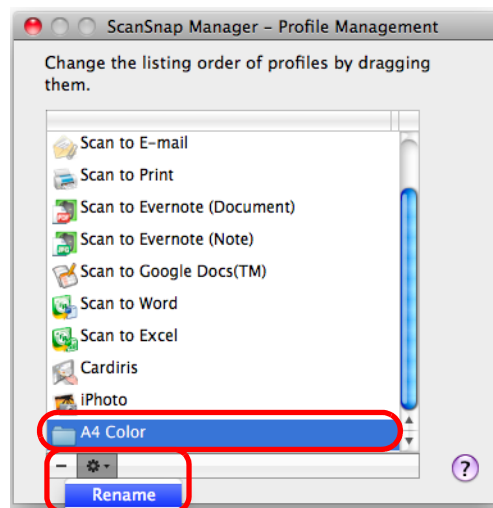 ScanSnap Manager – Profile Management
Change the listing order of profiles by dragging
them.
Scan to E-mail
Scan to Print
Scan to Evernote (Document)
Scan to Evernote (Note)
Scan to Google Docs(TM)
Scan to Word
Scan to Excel
Cardiris
iPhoto
A4 Color
?
Rename